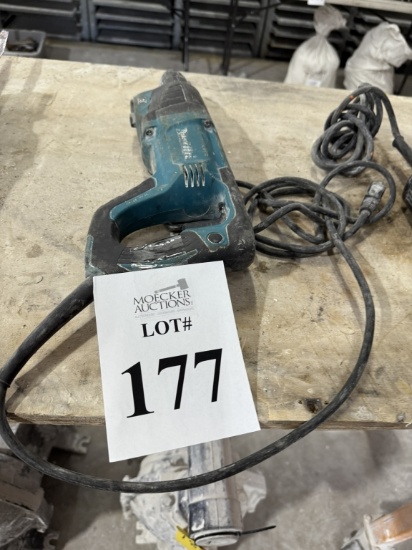 MOECKER
AUCTIONS
LOT#
177